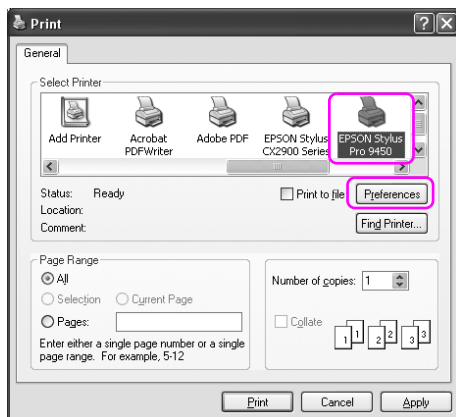 Print
General
Select Printer
Add Printer
Acrobat
PDFWriter
Adobe PDF
EPSON Stylus
CX2900 Series
EPSON Stylus
Pro 9450
Status: Ready
Print to file
Preferences
Location:
Comment:
Find Printer...
Page Range
All
Selection Current Page
Pages:
Enter either a single page number or a single
page range. For example, 5-12
Number of copies: 1
Collate
1 1 2 2 3 3
Print Cancel Apply